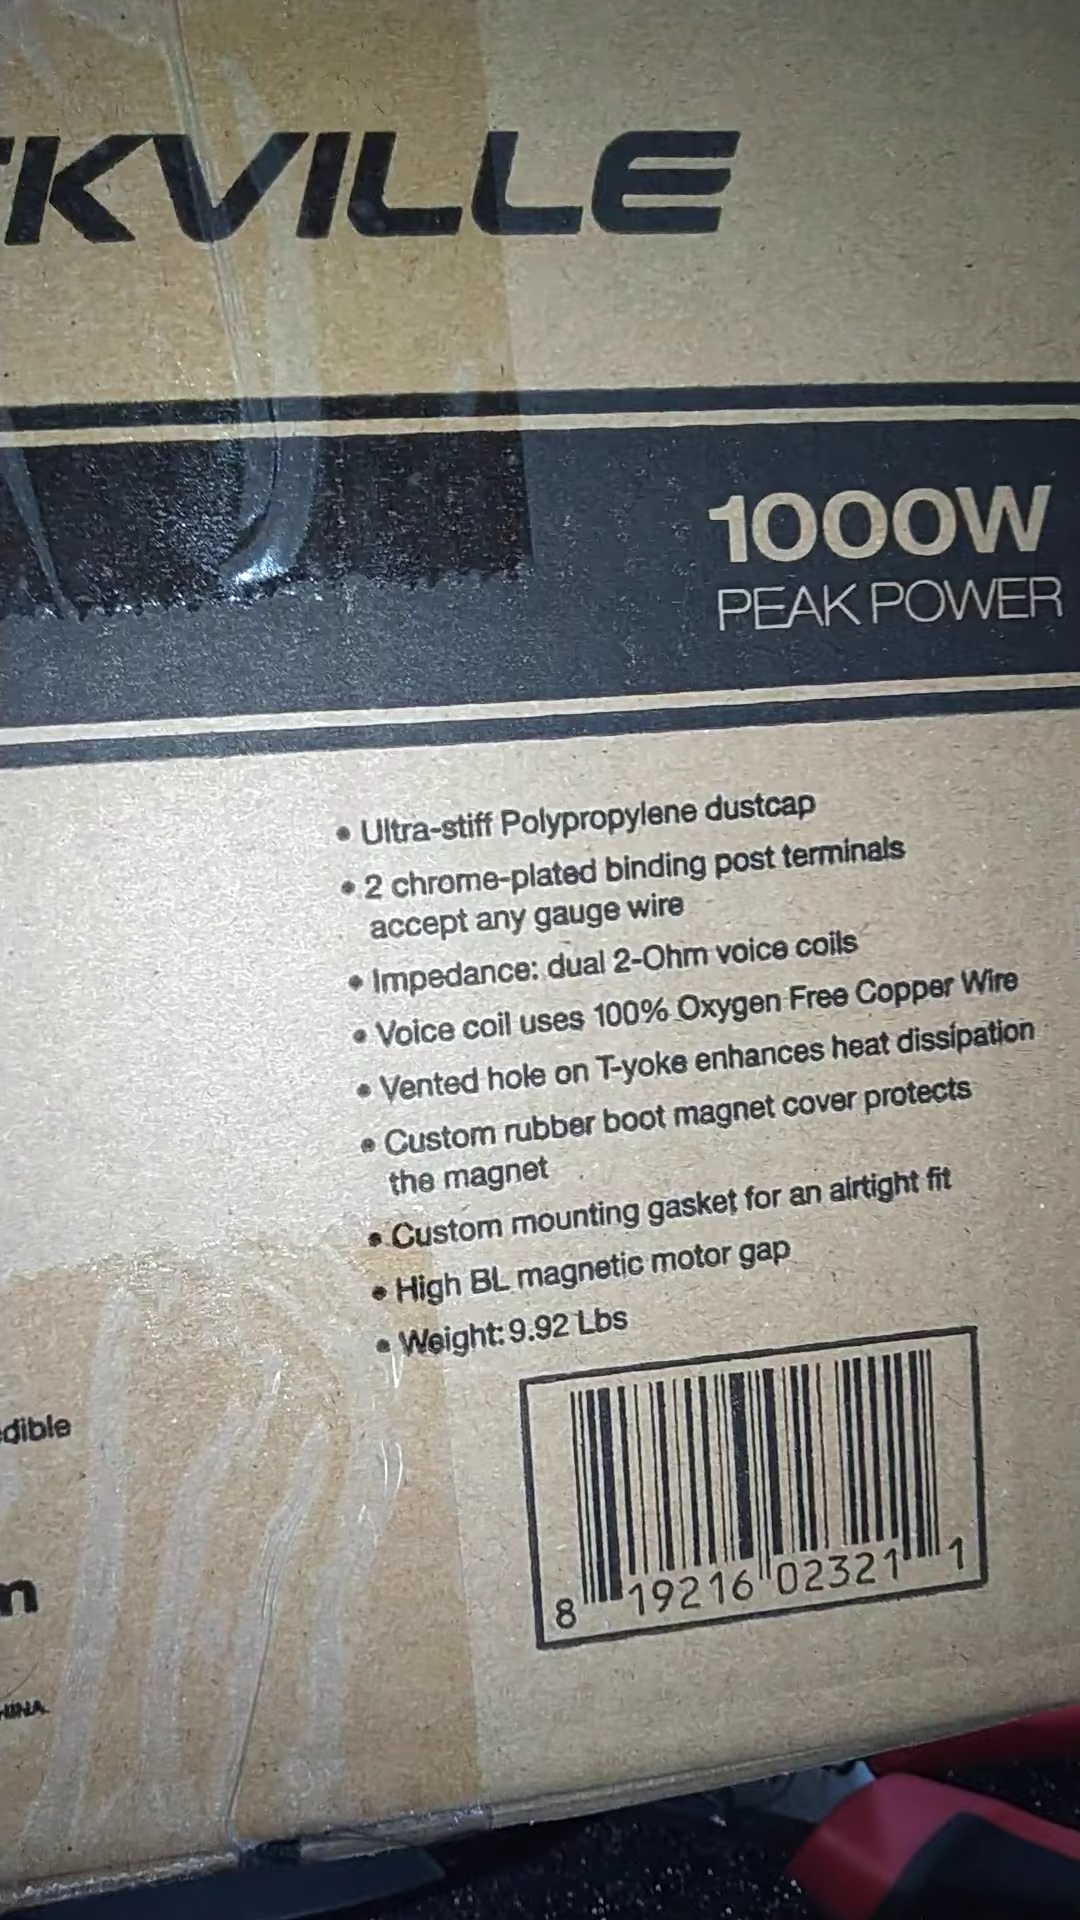 KVILLE
1000W
PEAK POWER
• Ultra-stiff Polypropylene dustcap
• 2 chrome-plated binding post terminals
accept any gauge wire
• Impedance: dual 2-Ohm voice coils
• Voice coil uses 100% Oxygen Free Copper Wire
• Vented hole on T-yoke enhances heat dissipation
• Custom rubber boot magnet cover protects
the magnet
• Custom mounting gasket for an airtight fit
• High BL magnetic motor gap
• Weight: 9.92 Lbs
dible
8 19216 02321 1